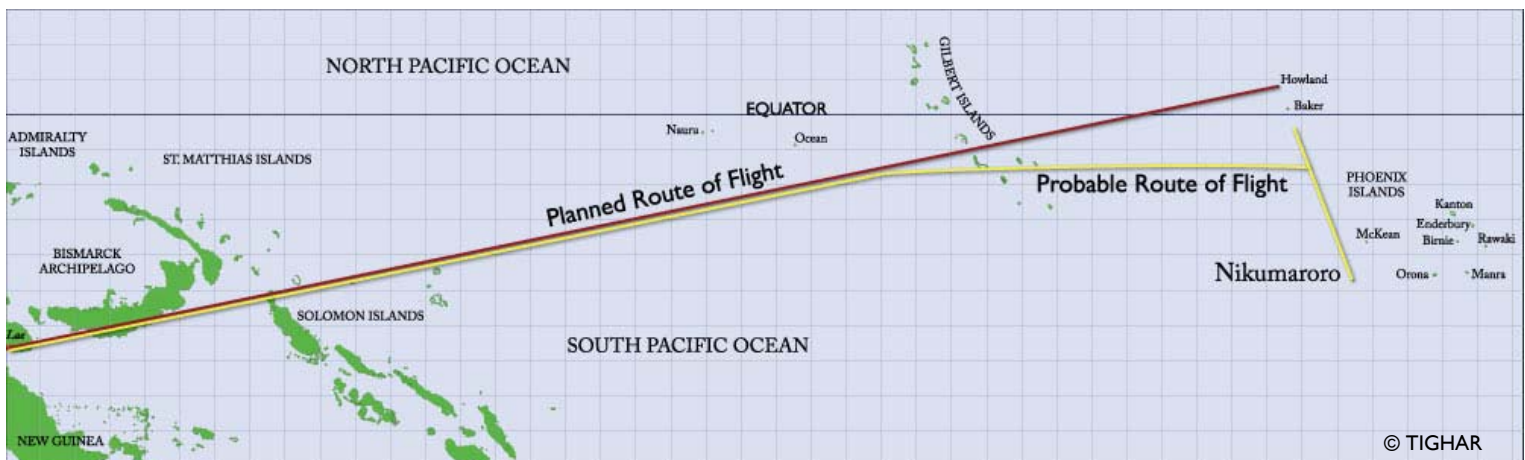 NORTH PACIFIC OCEAN
GILBERT ISLANDS
Howland
EQUATOR
Baker
ADMIRALTY
ISLANDS
Nauru
Ocean
ST. MATTHIAS ISLANDS
Planned Route of Flight
Probable Route of Flight
PHOENIX
ISLANDS
Kanton
Enderbury
McKean
Birnie
Rawaki
BISMARCK
ARCHIPELAGO
Nikumaroro
Orona
Manra
SOLOMON ISLANDS
Lae
SOUTH PACIFIC OCEAN
NEW GUINEA
© TIGHAR